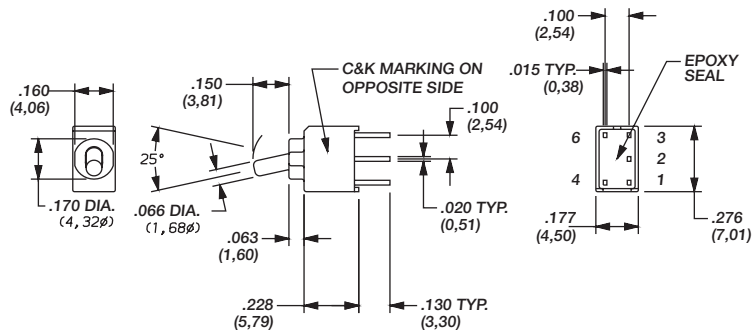 .160
(4,06)
.170 DIA.
(4,32ø)
25°
.150
(3,81)
.066 DIA.
(1,68ø)
.063
(1,60)
C&K MARKING ON
OPPOSITE SIDE
.100
(2,54)
.020 TYP.
(0,51)
.228
(5,79)
.130 TYP.
(3,30)
.100
(2,54)
.015 TYP.
(0,38)
EPOXY
SEAL
6 3
2
4 1
.177
(4,50)
.276
(7,01)